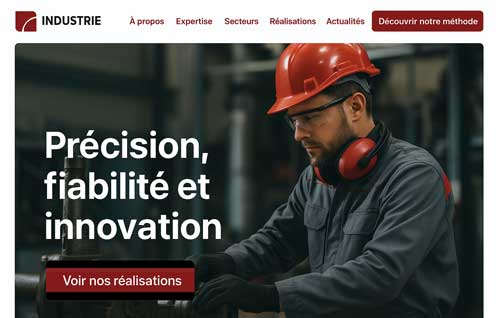 INDUSTRIE
À propos
Expertise
Secteurs
Réalisations
Actualités
Découvrir notre méthode
Précision,
fiabilité et
innovation
Voir nos réalisations